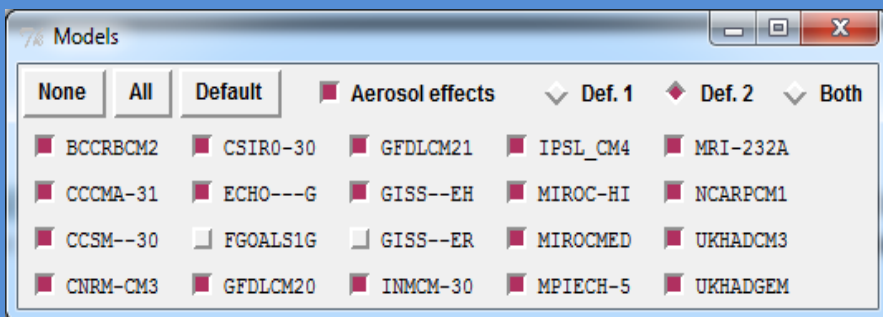 Models
None All Default Aerosol effects Def. 1 Def. 2 Both
BCCRBCM2 CSIR0-30 GFDLCM21 IPSL_CM4 MRI-232A
CCCMA-31 ECHO---G GISS--EH MIROC-HI NCARPCM1
CCSM--30 FGOALS1G GISS--ER MIROCMED UKHADCM3
CNRM-CM3 GFDLCM20 INMCM-30 MPIECH-5 UKHADGEM